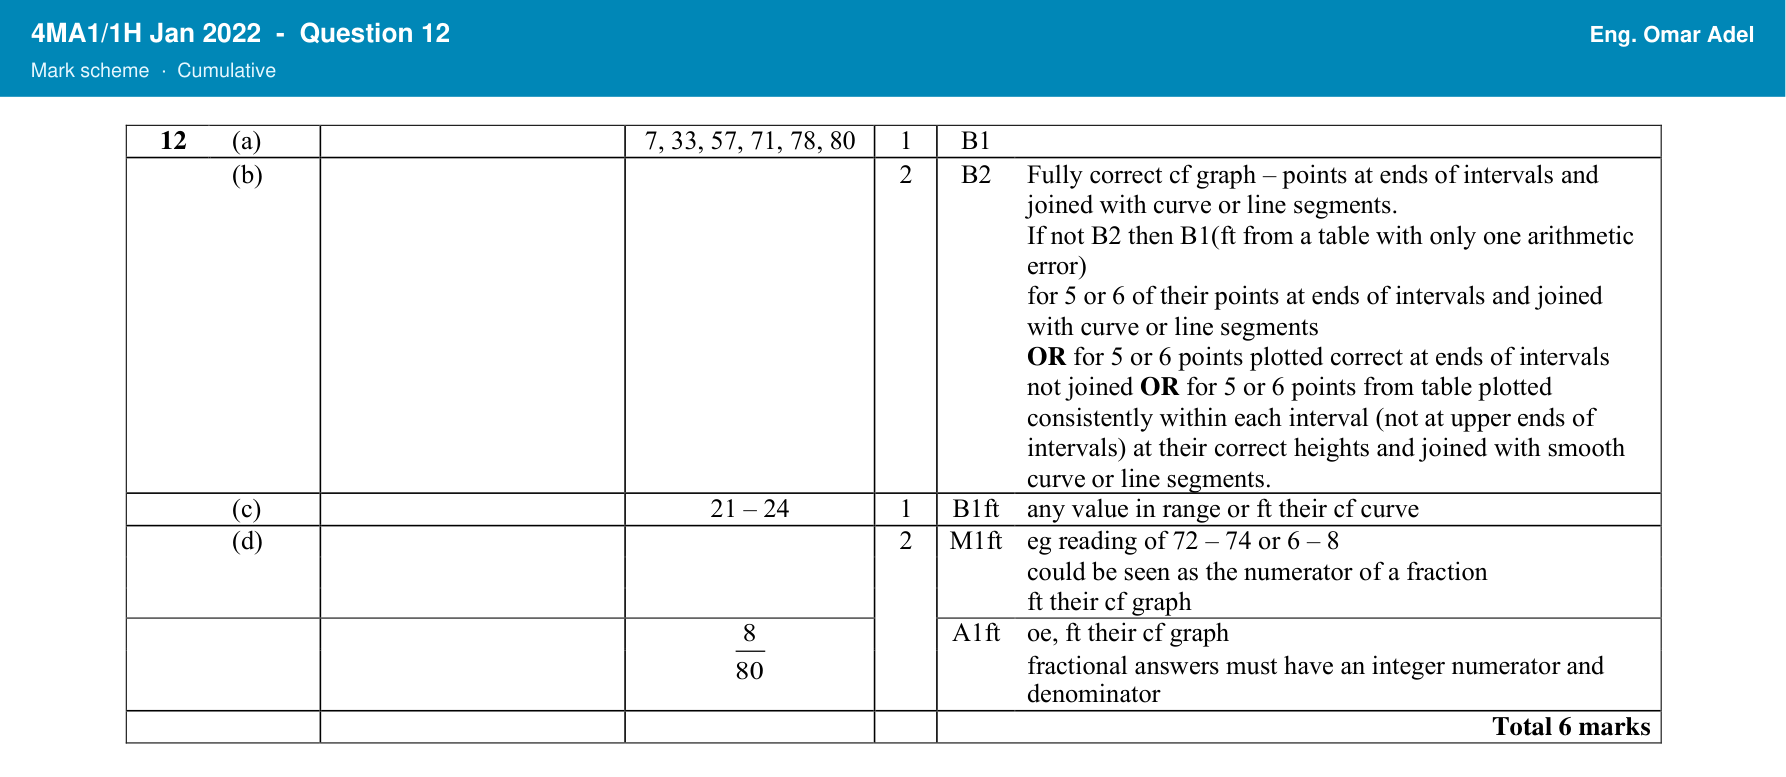 4MA1/1H Jan 2022 - Question 12
Eng. Omar Adel
Mark scheme · Cumulative
12 (a) 7, 33, 57, 71, 78, 80 1 B1
(b) 2 B2 Fully correct cf graph – points at ends of intervals and
joined with curve or line segments.
If not B2 then B1(ft from a table with only one arithmetic
error)
for 5 or 6 of their points at ends of intervals and joined
with curve or line segments
OR for 5 or 6 points plotted correct at ends of intervals
not joined OR for 5 or 6 points from table plotted
consistently within each interval (not at upper ends of
intervals) at their correct heights and joined with smooth
curve or line segments.
(c) 21 – 24 1 B1ft any value in range or ft their cf curve
(d) 2 M1ft eg reading of 72 – 74 or 6 – 8
could be seen as the numerator of a fraction
ft their cf graph
8
80
A1ft oe, ft their cf graph
fractional answers must have an integer numerator and
denominator
Total 6 marks